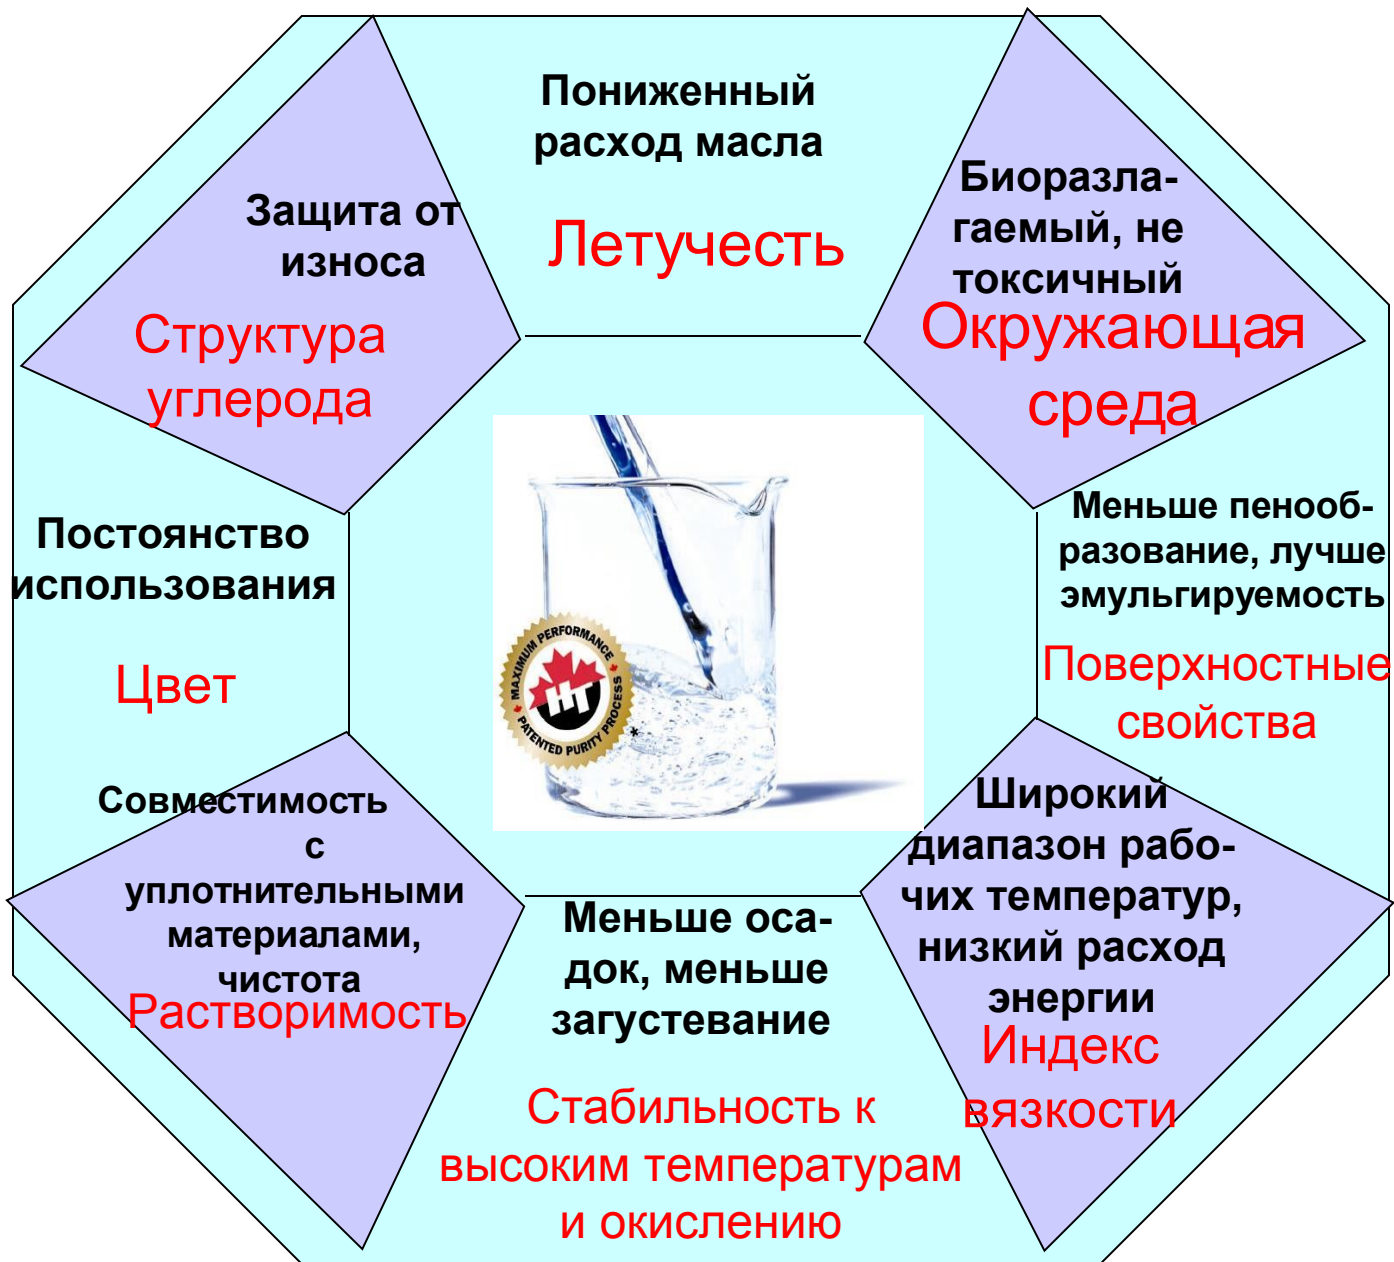 Пониженный
расход масла
Летучесть
Биоразла-
гаемый, не
токсичный
Окружающая
среда
Защита от
износа
Структура
углерода
Меньше пенооб-
разование, лучше
эмульгируемость
Поверхностные
свойства
Постоянство
использования
Цвет
MAXIMUM PERFORMANCE
HT
PATENTED PURITY PROCESS
*
Широкий
диапазон рабо-
чих температур,
низкий расход
энергии
Индекс
вязкости
Совместимость
с
уплотнительными
материалами,
чистота
Растворимость
Меньше оса-
док, меньше
загустевание
Стабильность к
высоким температурам
и окислению